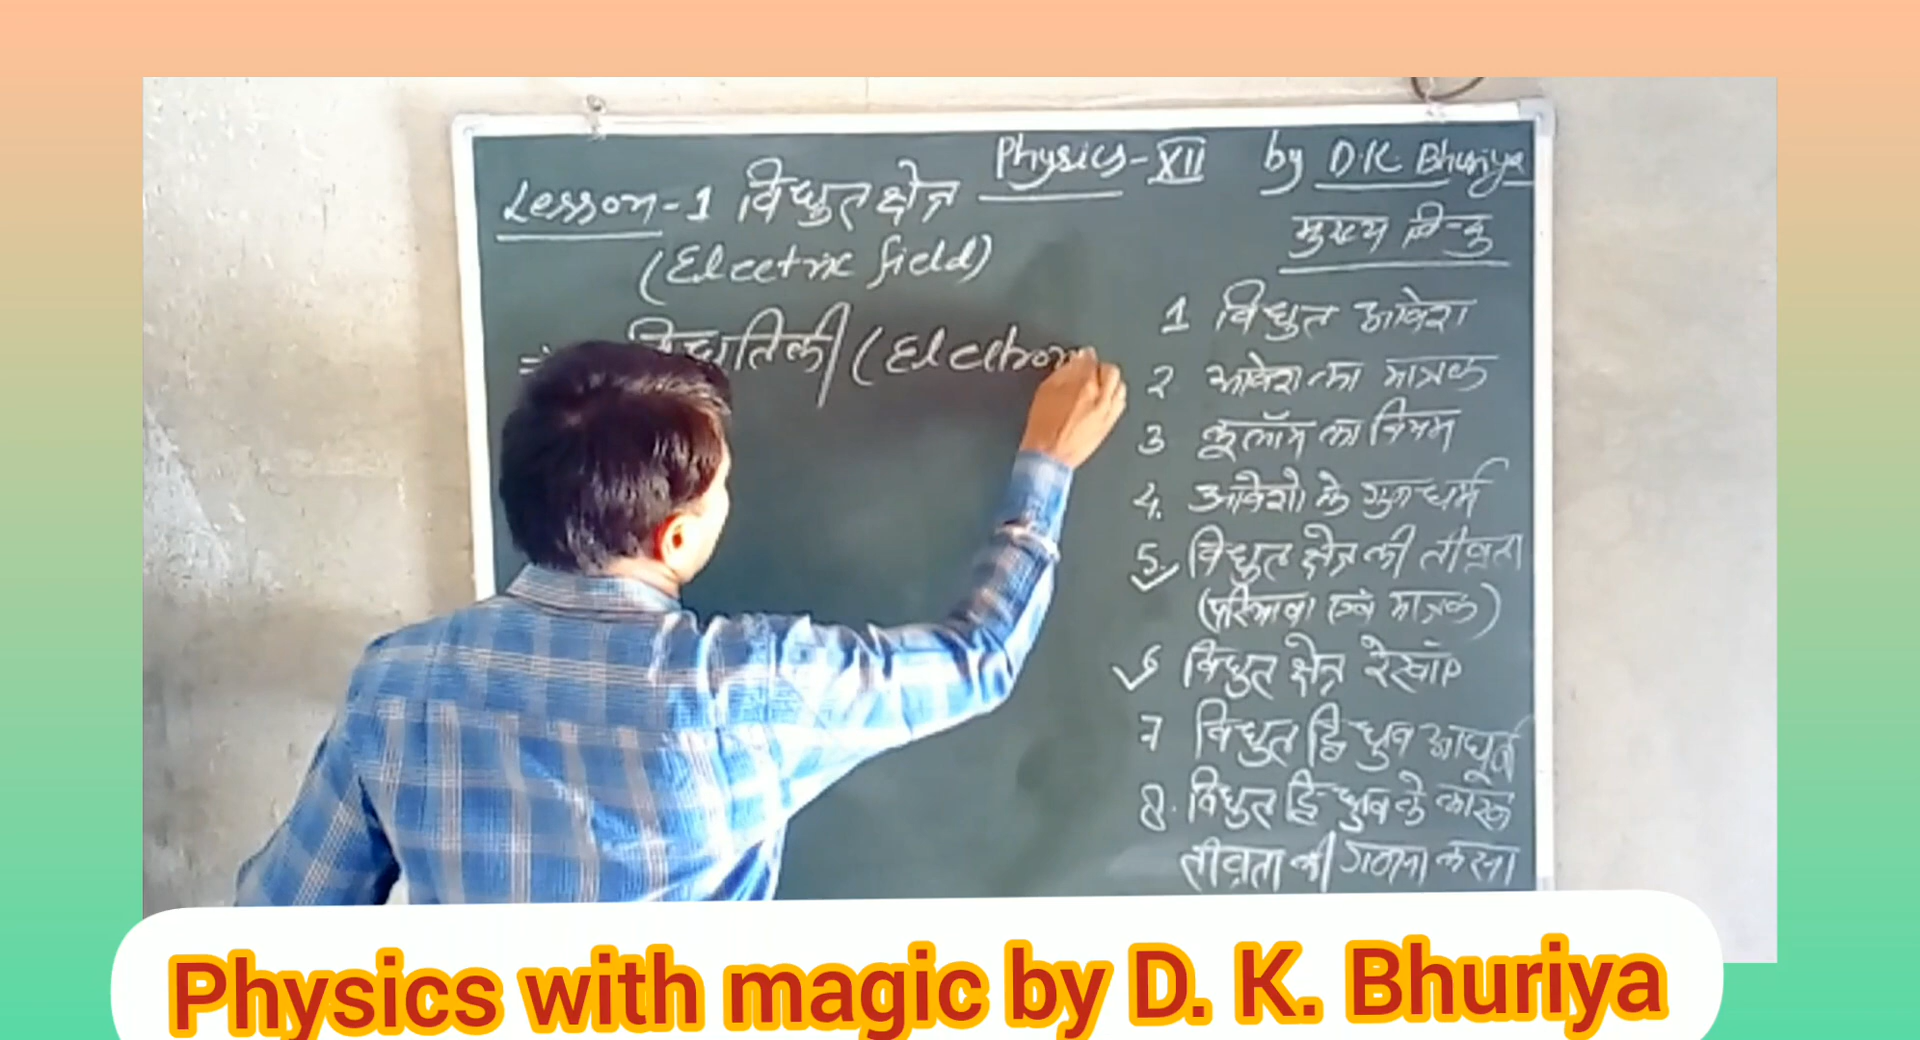 Physics-XII by D.K. Bhuriya
Lesson-1 विद्युत क्षेत्र
(Electric field)
(Electron
मुख्य बिन्दु
1 विद्युत आवेश
2 आवेश का मात्रक
3 कूलॉम का नियम
4. आवेशो के गुणधर्म
5. विद्युत क्षेत्र की तीव्रता
(परिभाषा एवं मात्रक)
6 विद्युत क्षेत्र रेखाएं
7 विद्युत द्विध्रुव आघूर्ण
8. विद्युत द्विध्रुव के कारण
तीव्रता की गणना करना
Physics with magic by D. K. Bhuriya